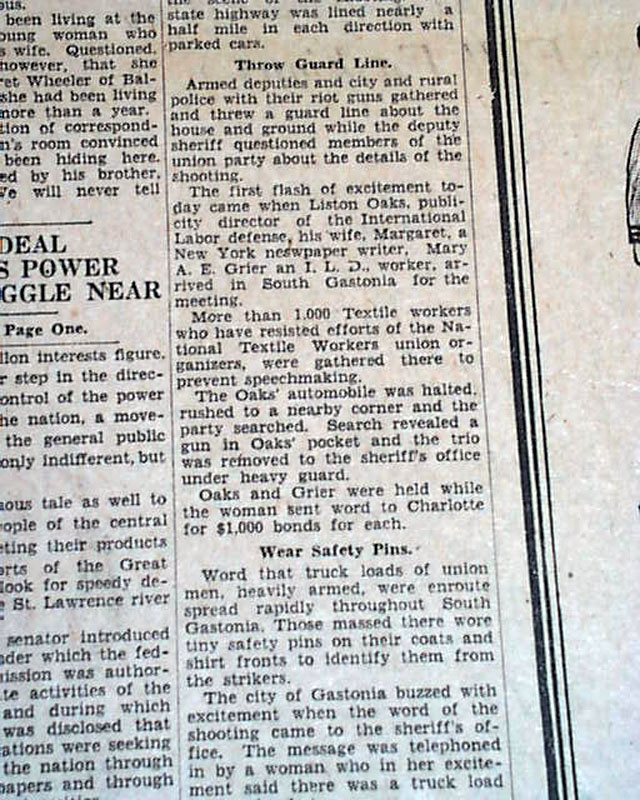 been living at the
young woman who
s wife. Questioned,
however, that she
ret Wheeler of Bal-
she had been living
more than a year.
tion of correspond-
n's room convinced
been hiding here.
ed by his brother,
We will never tell
DEAL
S POWER
GGLE NEAR
Page One.
llon interests figure,
r step in the direc-
ontrol of the power
he nation, a move-
the general public
only indifferent, but
ous tale as well to
ople of the central
eting their products
orts of the Great
look for speedy de-
e St. Lawrence river
senator introduced
nder which the fed-
mission was author-
te activities of the
and during which
was disclosed that
ations were seeking
the nation through
papers and through
state highway was lined nearly a
half mile in each direction with
parked cars.
Throw Guard Line.
Armed deputies and city and rural
police with their riot guns gathered
and threw a guard line about the
house and ground while the deputy
sheriff questioned members of the
union party about the details of the
shooting.
The first flash of excitement to-
day came when Liston Oaks, publi-
city director of the International
Labor defense, his wife, Margaret, a
New York newspaper writer, Mary
A. E. Grier an I. L. D., worker, ar-
rived in South Gastonia for the
meeting.
More than 1,000 Textile workers
who have resisted efforts of the Na-
tional Textile Workers union or-
ganizers, were gathered there to
prevent speechmaking.
The Oaks' automobile was halted,
rushed to a nearby corner and the
party searched. Search revealed a
gun in Oaks' pocket and the trio
was removed to the sheriff's office
under heavy guard.
Oaks and Grier were held while
the woman sent word to Charlotte
for $1,000 bonds for each.
Wear Safety Pins.
Word that truck loads of union
men, heavily armed, were enroute
spread rapidly throughout South
Gastonia. Those massed there wore
tiny safety pins on their coats and
shirt fronts to identify them from
the strikers.
The city of Gastonia buzzed with
excitement when the word of the
shooting came to the sheriff's of-
fice. The message was telephoned
in by a woman who in her excite-
ment said there was a truck load